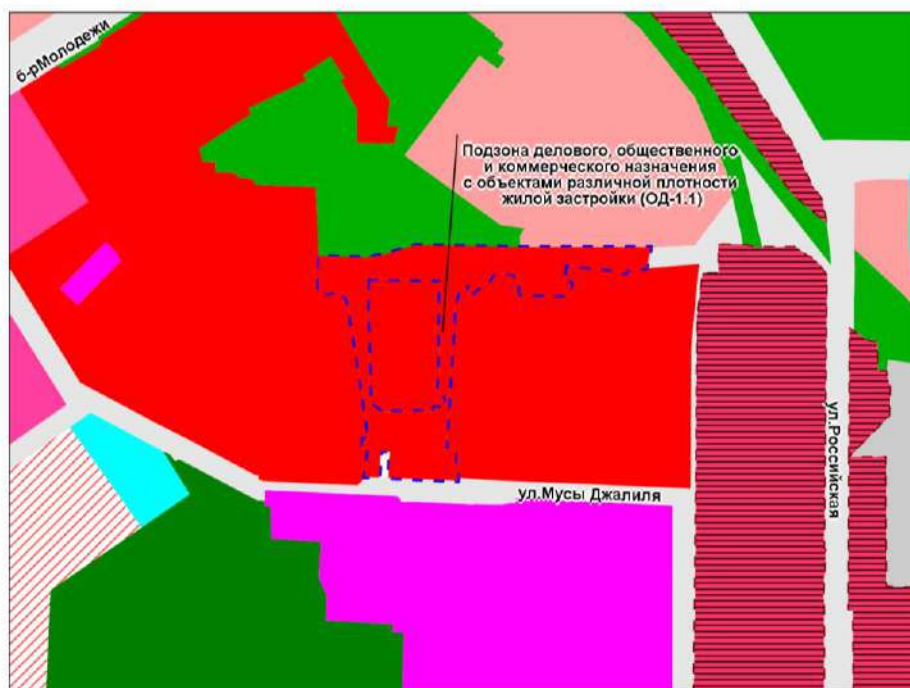 б-рМолодежи
Подзона делового, общественного
и коммерческого назначения
с объектами различной плотности
жилой застройки (ОД-1.1)
ул.Российская
ул.Мусы Джалиля